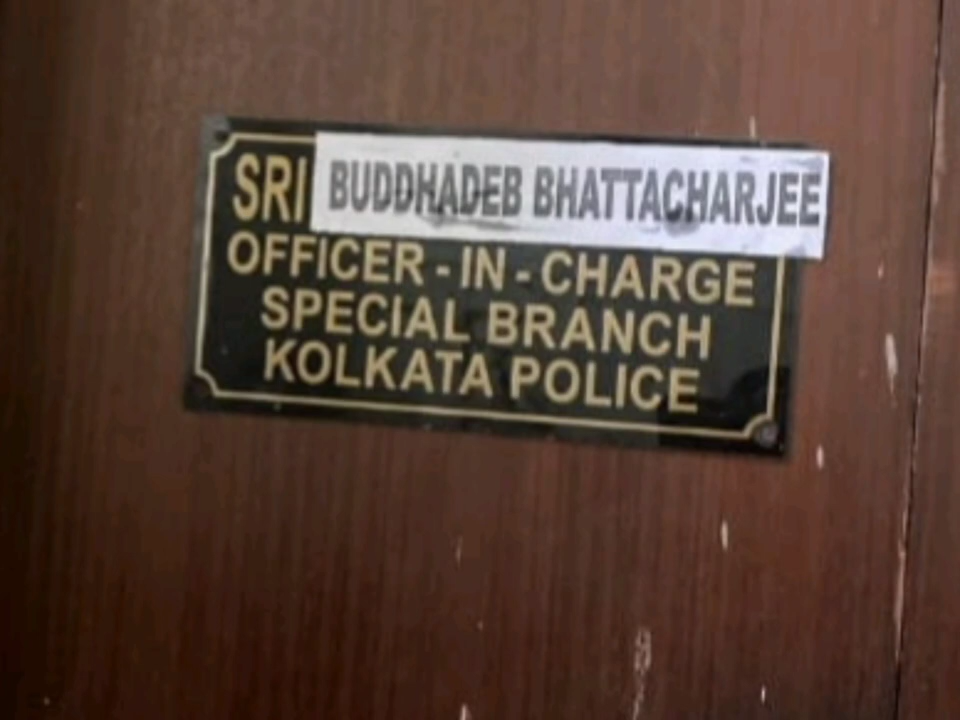 SRI BUDDHADEB BHATTACHARJEE
OFFICER - IN - CHARGE
SPECIAL BRANCH
KOLKATA POLICE